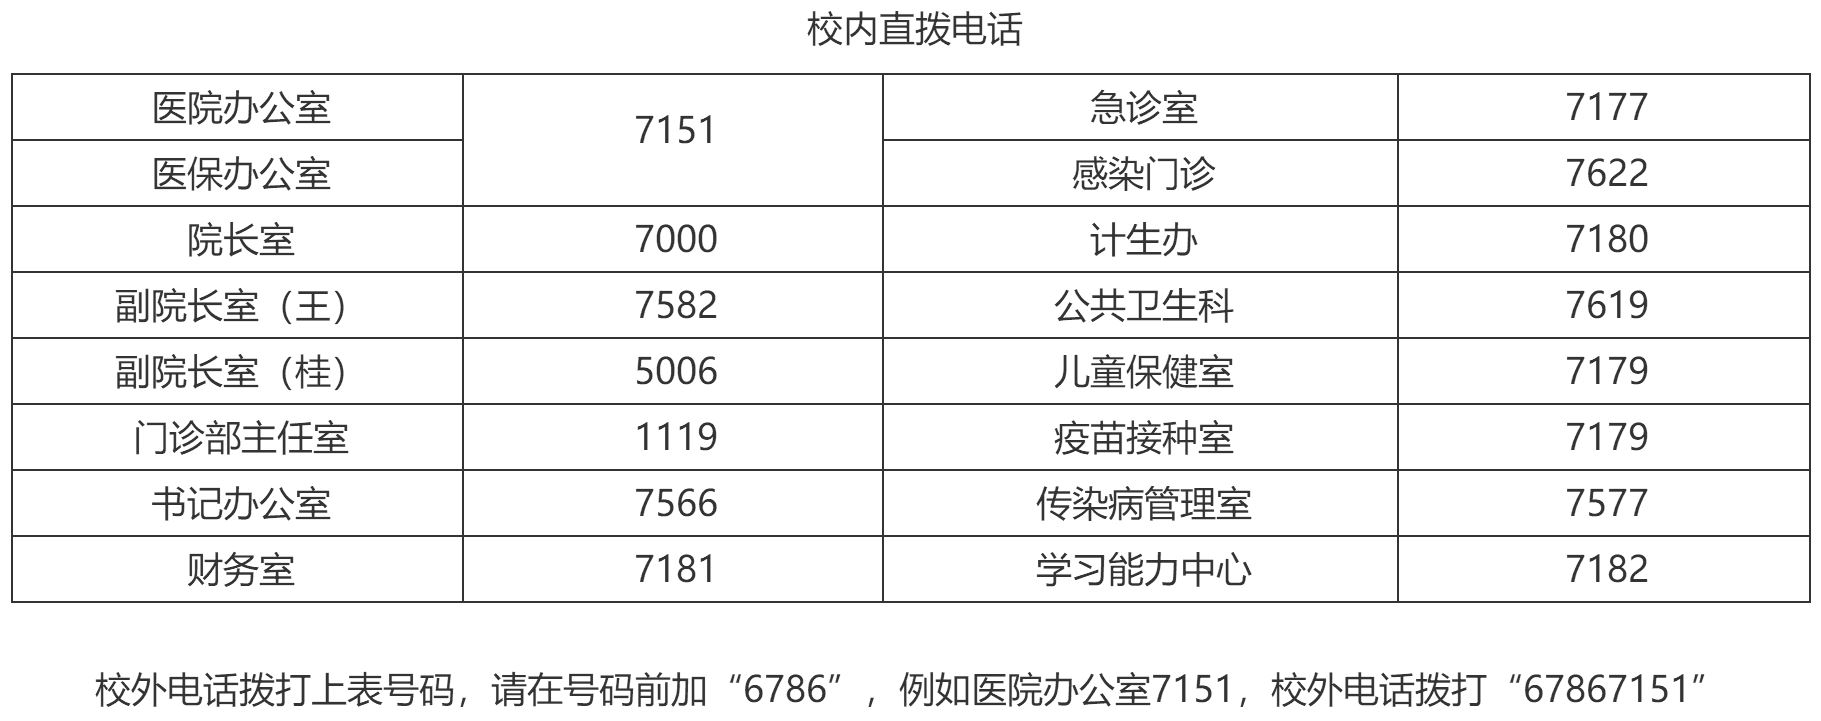 校内直拨电话
医院办公室 7151 急诊室 7177
医保办公室 感染门诊 7622
院长室 7000 计生办 7180
副院长室（王） 7582 公共卫生科 7619
副院长室（桂） 5006 儿童保健室 7179
门诊部主任室 1119 疫苗接种室 7179
书记办公室 7566 传染病管理室 7577
财务室 7181 学习能力中心 7182
校外电话拨打上表号码，请在号码前加“6786”，例如医院办公室7151，校外电话拨打“67867151”